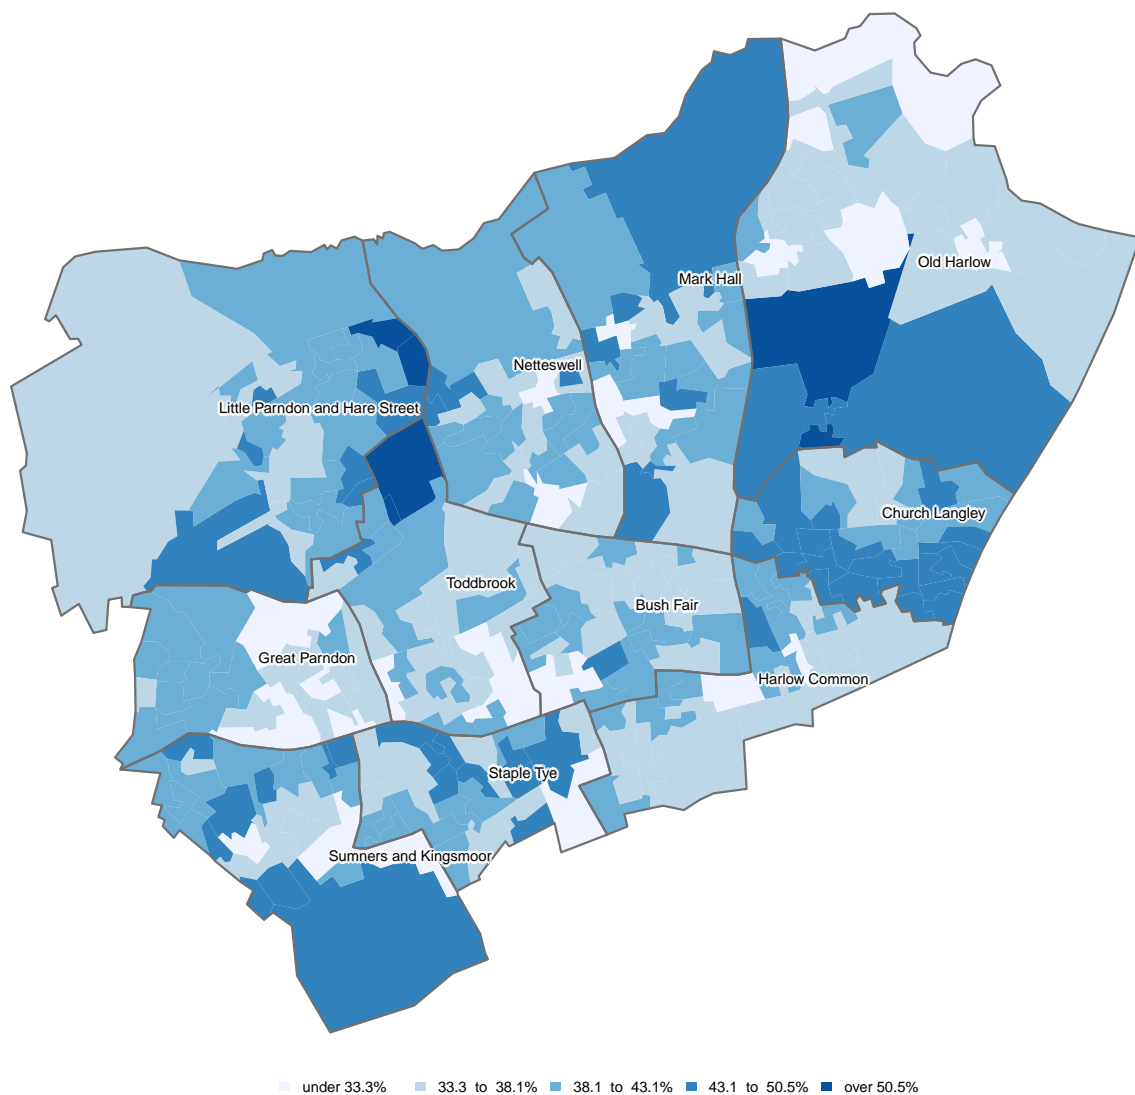 Old Harlow
Mark Hall
Netteswell
Little Parndon and Hare Street
Church Langley
Toddbrook
Bush Fair
Great Parndon
Harlow Common
Staple Tye
Sumners and Kingsmoor
under 33.3% 33.3 to 38.1% 38.1 to 43.1% 43.1 to 50.5% over 50.5%